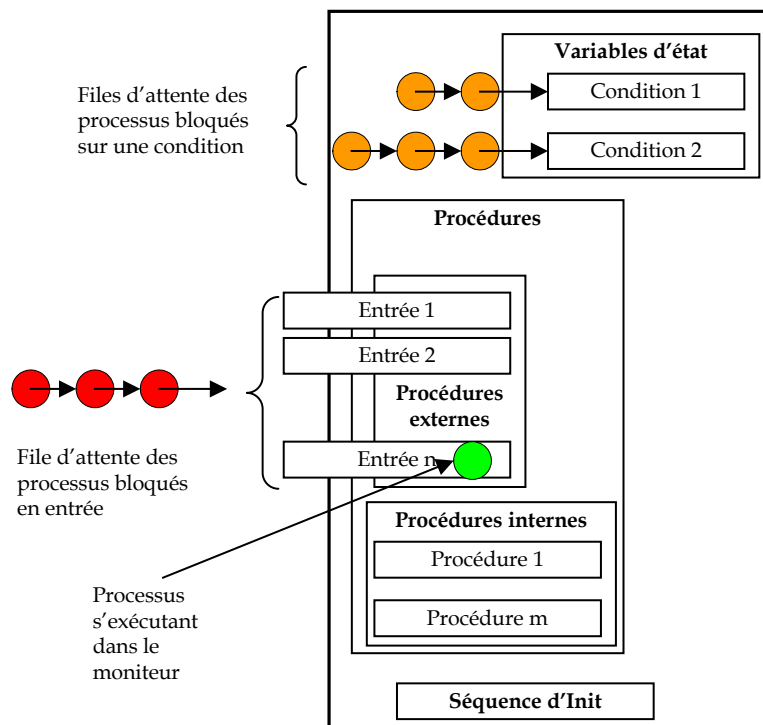 Variables d'état
Condition 1
Condition 2
Files d'attente des
processus bloqués
sur une condition
Procédures
Entrée 1
Entrée 2
Procédures
externes
Entrée n
File d'attente des
processus bloqués
en entrée
Procédures internes
Procédure 1
Procédure m
Processus
s'exécutant
dans le
moniteur
Séquence d'Init